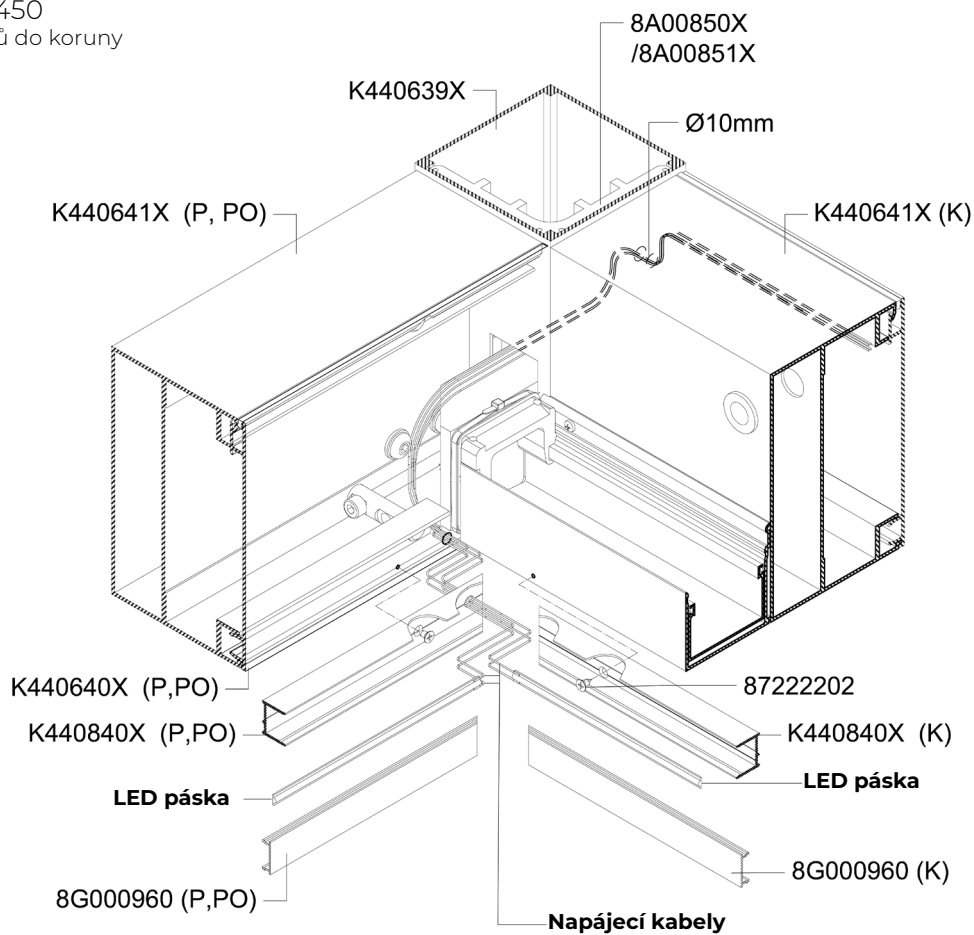 450
do koruny
8A00850X
/8A00851X
K440639X
Ø10mm
K440641X (P, PO)
K440641X (K)
K440640X (P,PO)
87222202
K440840X (P,PO)
K440840X (K)
LED páska
LED páska
8G000960 (K)
8G000960 (P,PO)
Napájecí kabely